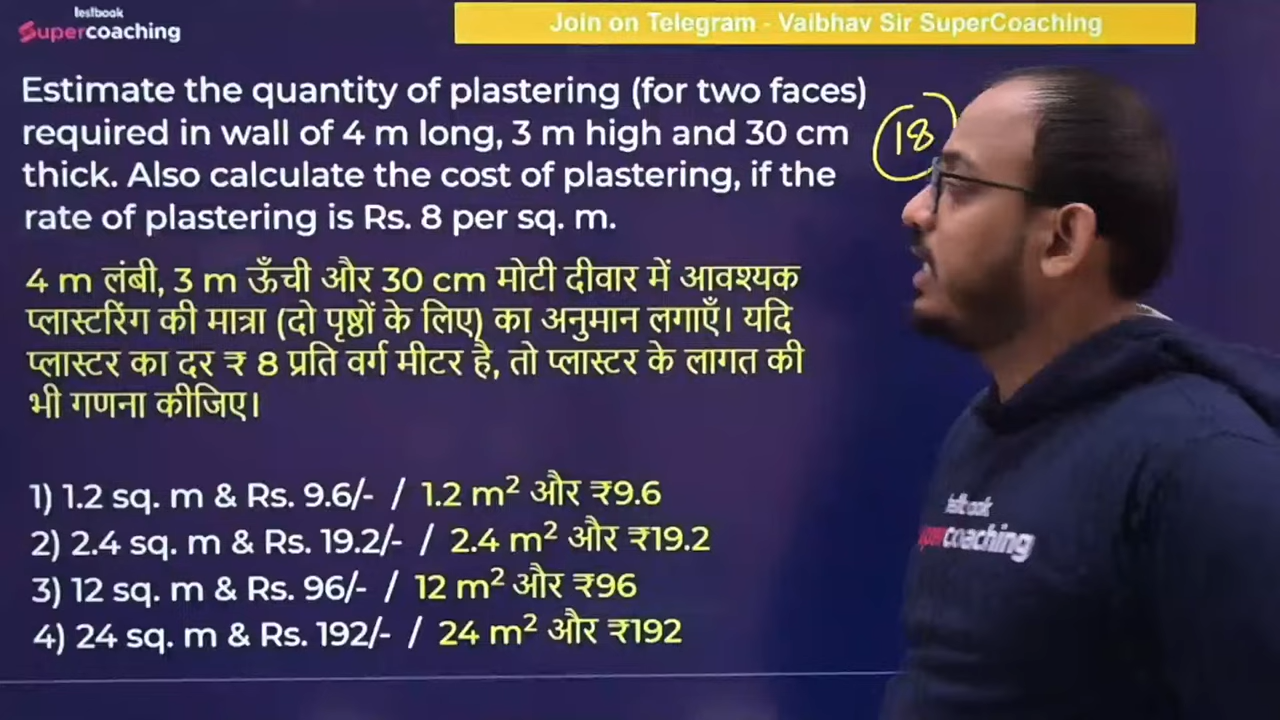 testbook
Supercoaching
Join on Telegram - Vaibhav Sir SuperCoaching
Estimate the quantity of plastering (for two faces)
required in wall of 4 m long, 3 m high and 30 cm
thick. Also calculate the cost of plastering, if the
rate of plastering is Rs. 8 per sq. m.
18
4 m लंबी, 3 m ऊँची और 30 cm मोटी दीवार में आवश्यक
प्लास्टरिंग की मात्रा (दो पृष्ठों के लिए) का अनुमान लगाएँ। यदि
प्लास्टर का दर ₹ 8 प्रति वर्ग मीटर है, तो प्लास्टर के लागत की
भी गणना कीजिए।
1) 1.2 sq. m & Rs. 9.6/- / 1.2 m² और ₹9.6
2) 2.4 sq. m & Rs. 19.2/- / 2.4 m² और ₹19.2
3) 12 sq. m & Rs. 96/- / 12 m² और ₹96
4) 24 sq. m & Rs. 192/- / 24 m² और ₹192
testbook
upercoaching